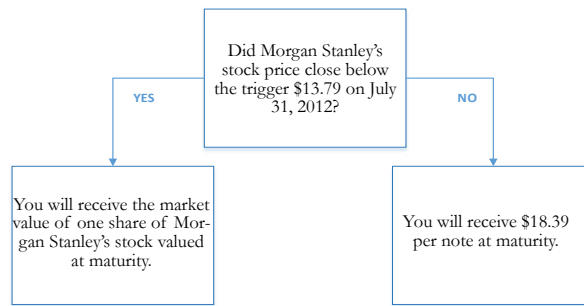 Did Morgan Stanley’s
stock price close below
the trigger $13.79 on July
31, 2012?
YES
NO
You will receive the market
value of one share of Mor-
gan Stanley’s stock valued
at maturity.
You will receive $18.39
per note at maturity.